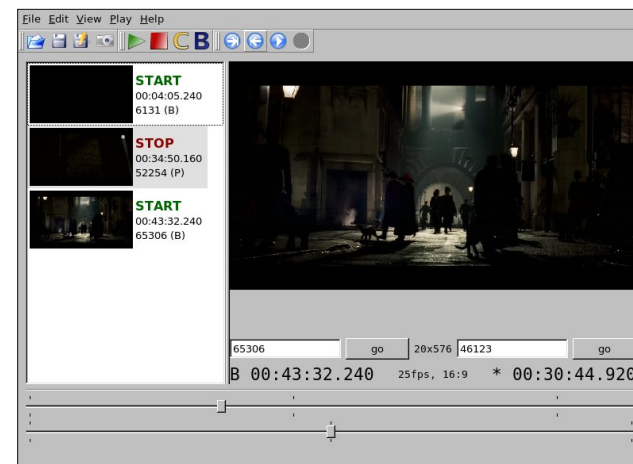 File Edit View Play Help
C B
START
00:04:05.240
6131 (B)
STOP
00:34:50.160
52254 (P)
START
00:43:32.240
65306 (B)
65306 go 20x576 46123 go
B 00:43:32.240 25fps, 16:9 * 00:30:44.920